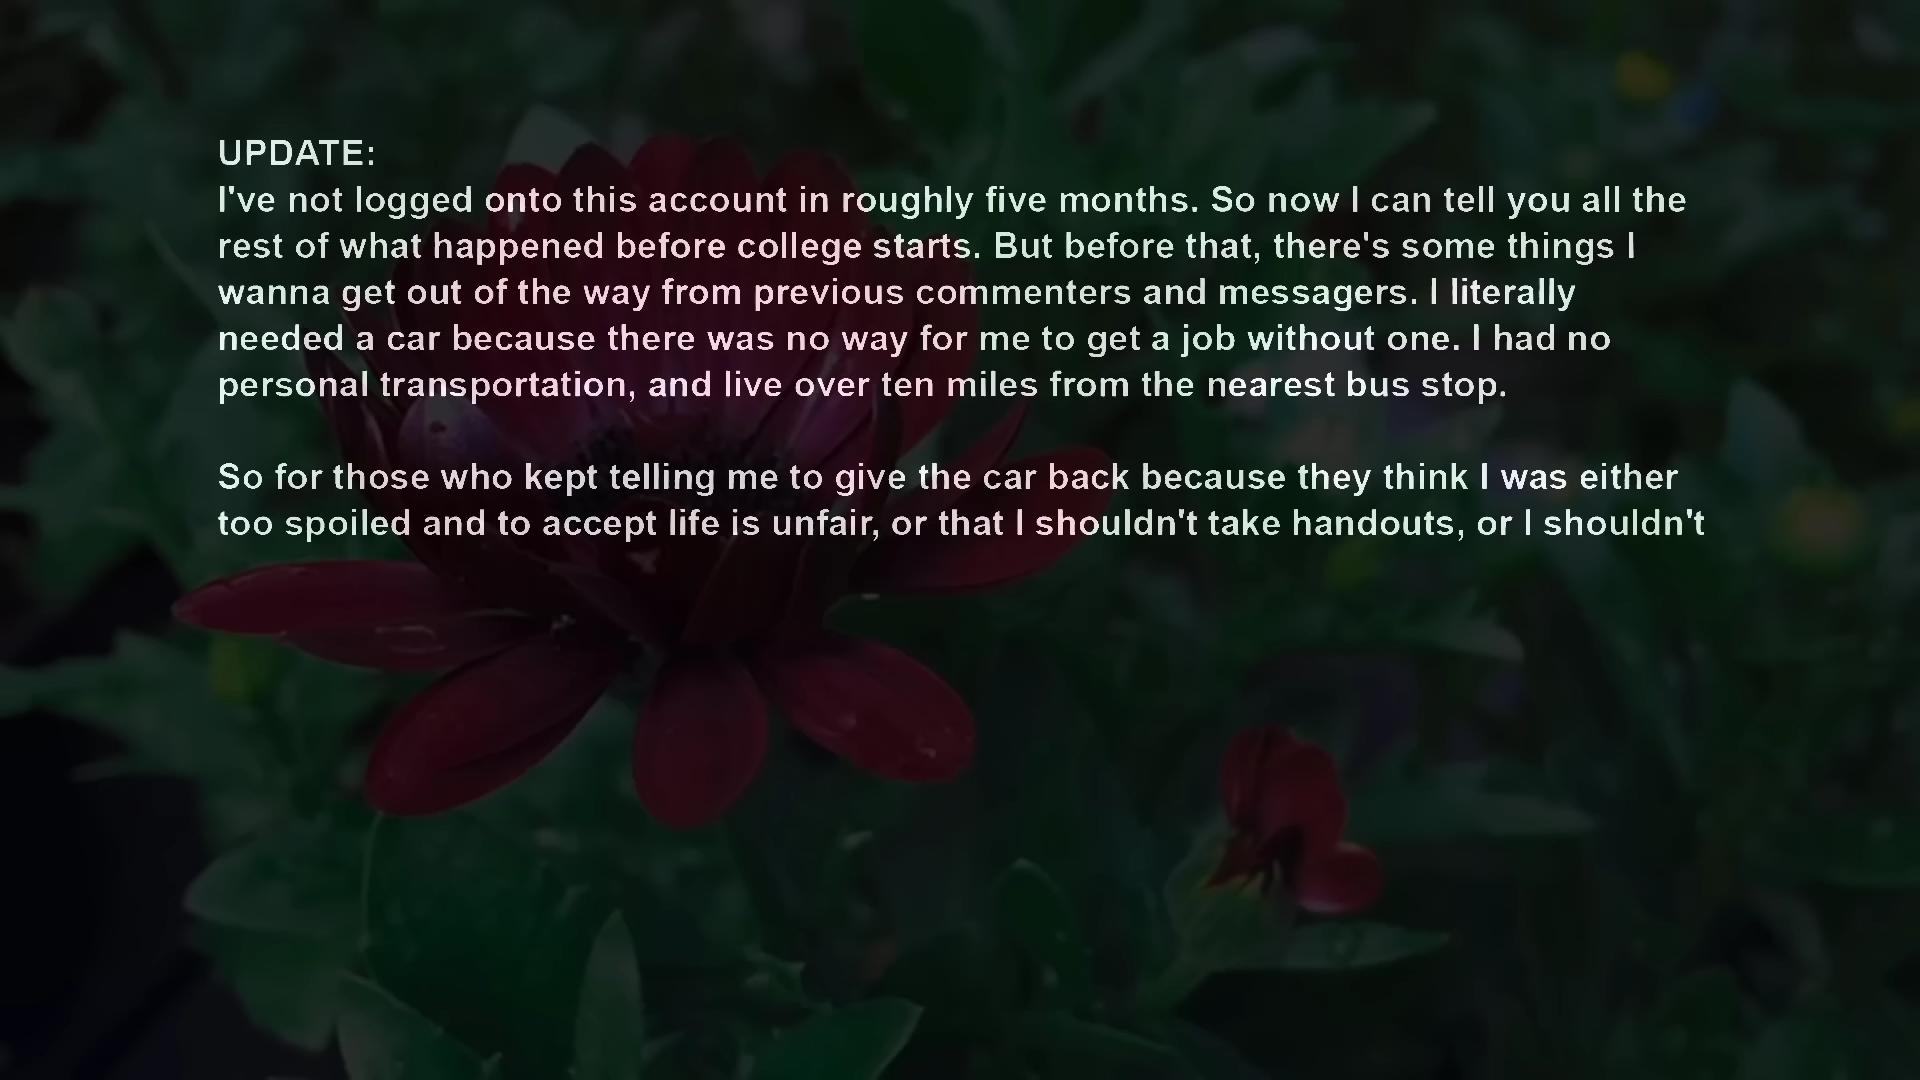 UPDATE:
I've not logged onto this account in roughly five months. So now I can tell you all the
rest of what happened before college starts. But before that, there's some things I
wanna get out of the way from previous commenters and messagers. I literally
needed a car because there was no way for me to get a job without one. I had no
personal transportation, and live over ten miles from the nearest bus stop.
So for those who kept telling me to give the car back because they think I was either
too spoiled and to accept life is unfair, or that I shouldn't take handouts, or I shouldn't